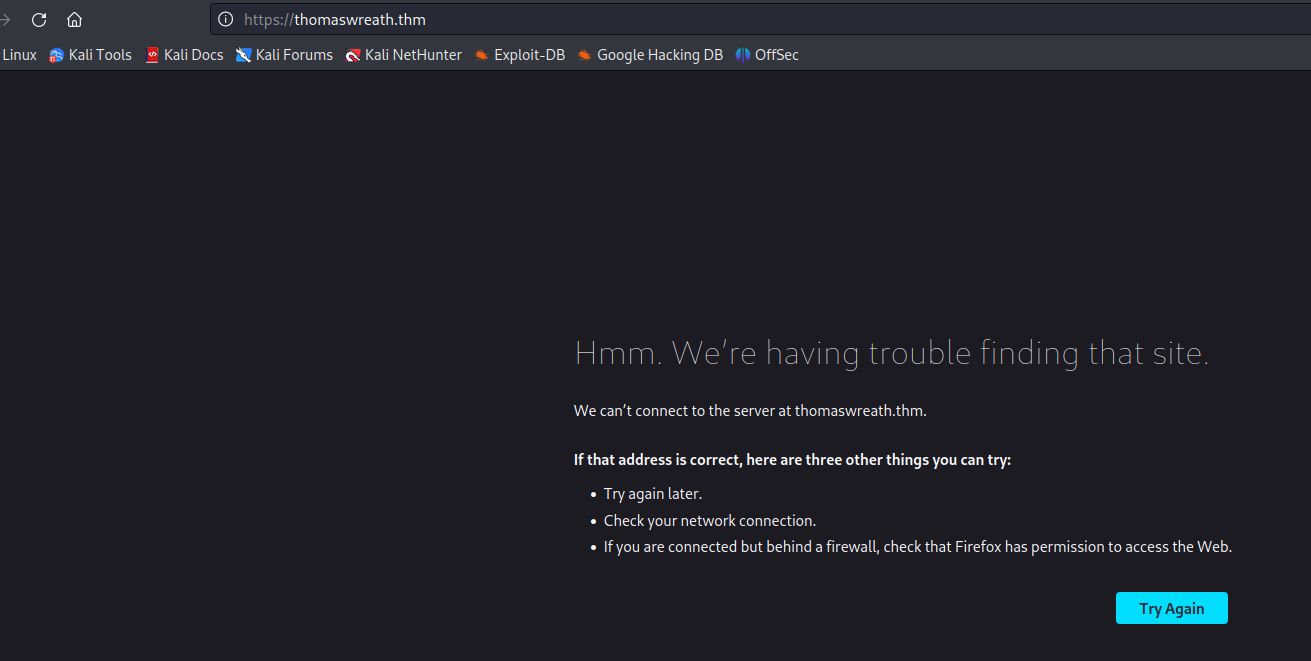 https://thomaswreath.thm
Linux Kali Tools Kali Docs Kali Forums Kali NetHunter Exploit-DB Google Hacking DB OffSec
Hmm. We're having trouble finding that site.
We can't connect to the server at thomaswreath.thm.
If that address is correct, here are three other things you can try:
• Try again later.
• Check your network connection.
• If you are connected but behind a firewall, check that Firefox has permission to access the Web.
Try Again